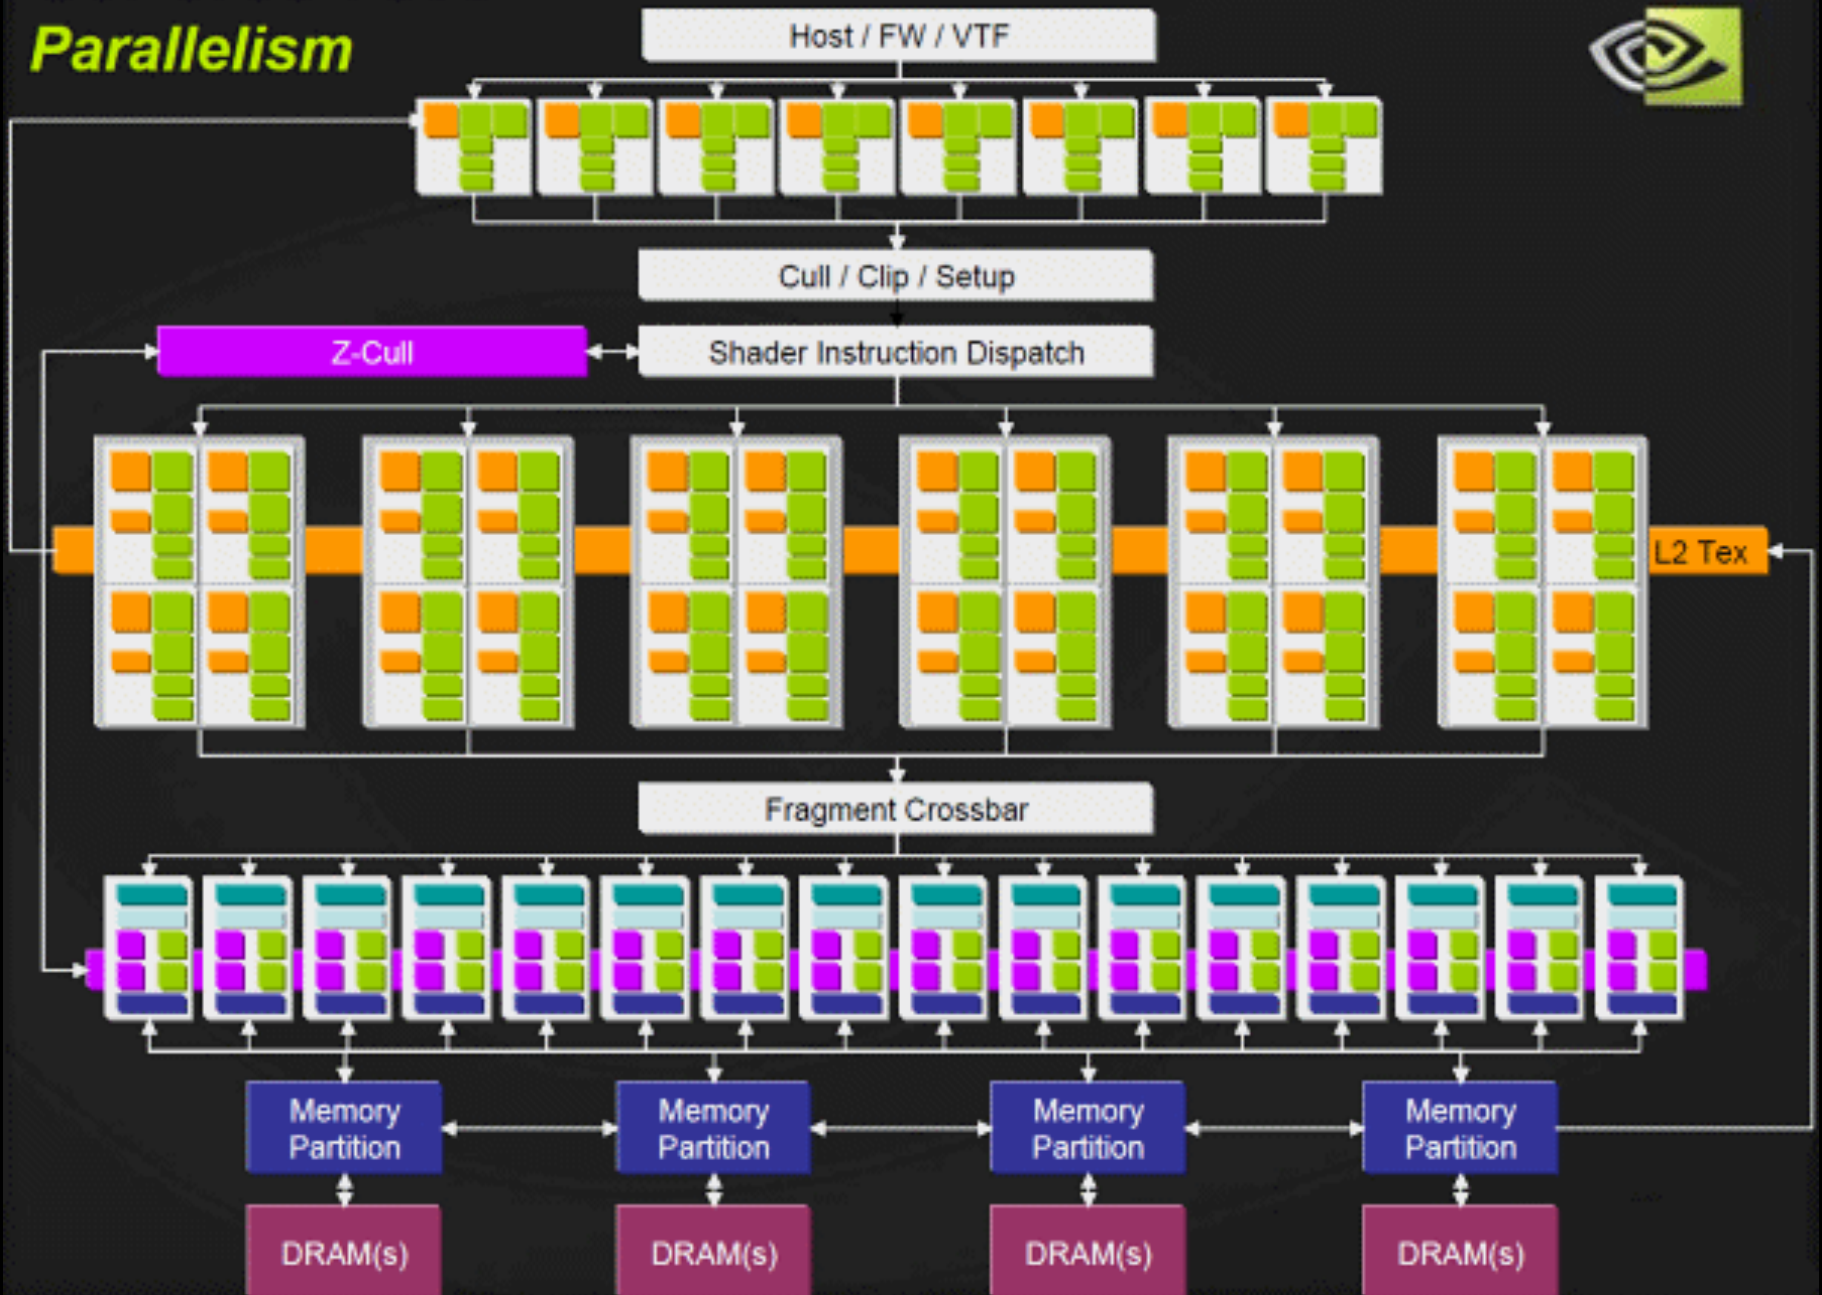 Parallelism
Host / FW / VTF
Cull / Clip / Setup
Z-Cull
Shader Instruction Dispatch
L2 Tex
Fragment Crossbar
Memory
Partition
Memory
Partition
Memory
Partition
Memory
Partition
DRAM(s)
DRAM(s)
DRAM(s)
DRAM(s)